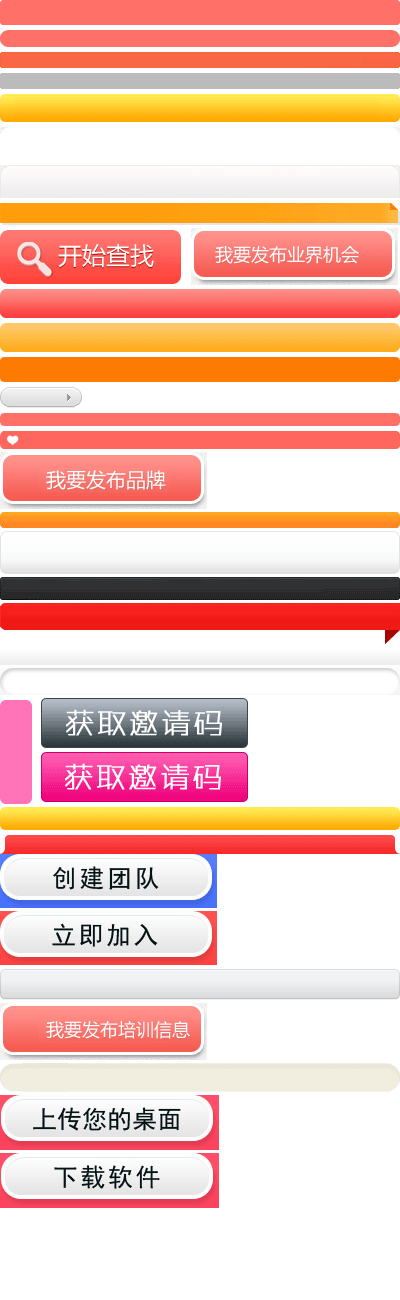 开始查找
我要发布业界机会
我要发布品牌
获取邀请码
获取邀请码
创建团队
立即加入
我要发布培训信息
上传您的桌面
下载软件